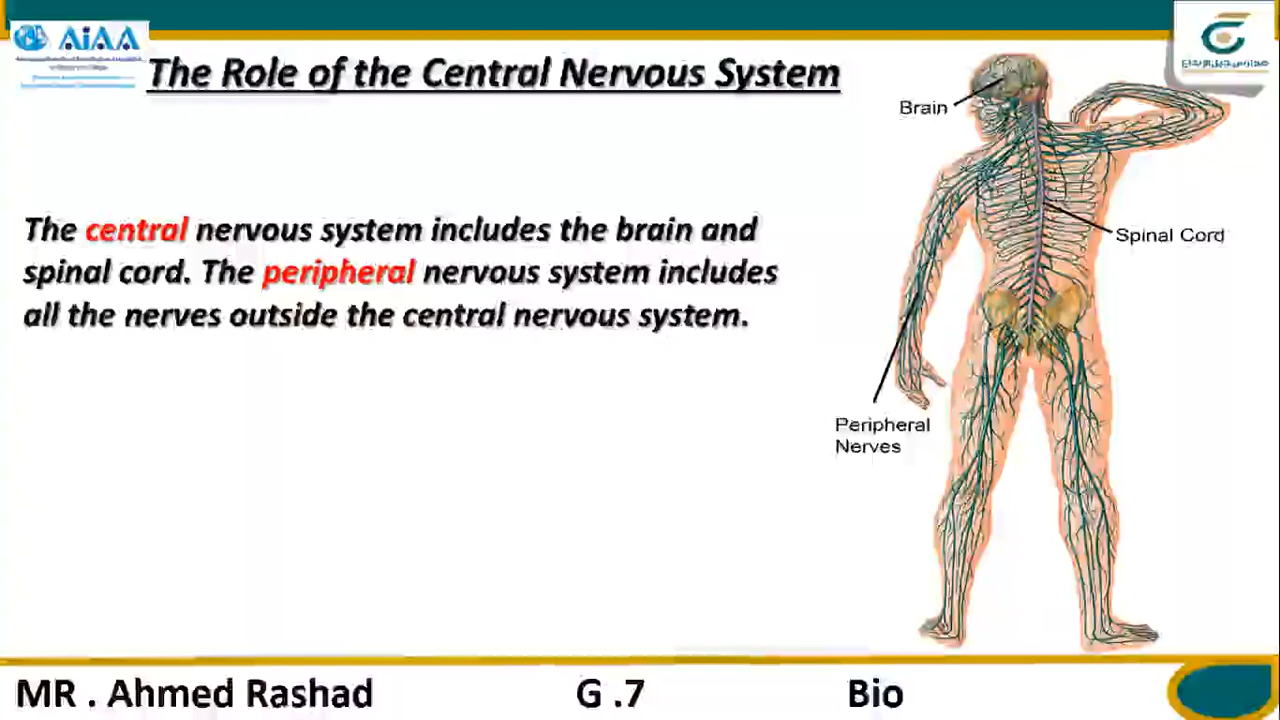 AIAA
The Role of the Central Nervous System
Brain
The central nervous system includes the brain and
spinal cord. The peripheral nervous system includes
all the nerves outside the central nervous system.
Spinal Cord
Peripheral
Nerves
MR . Ahmed Rashad
G .7
Bio